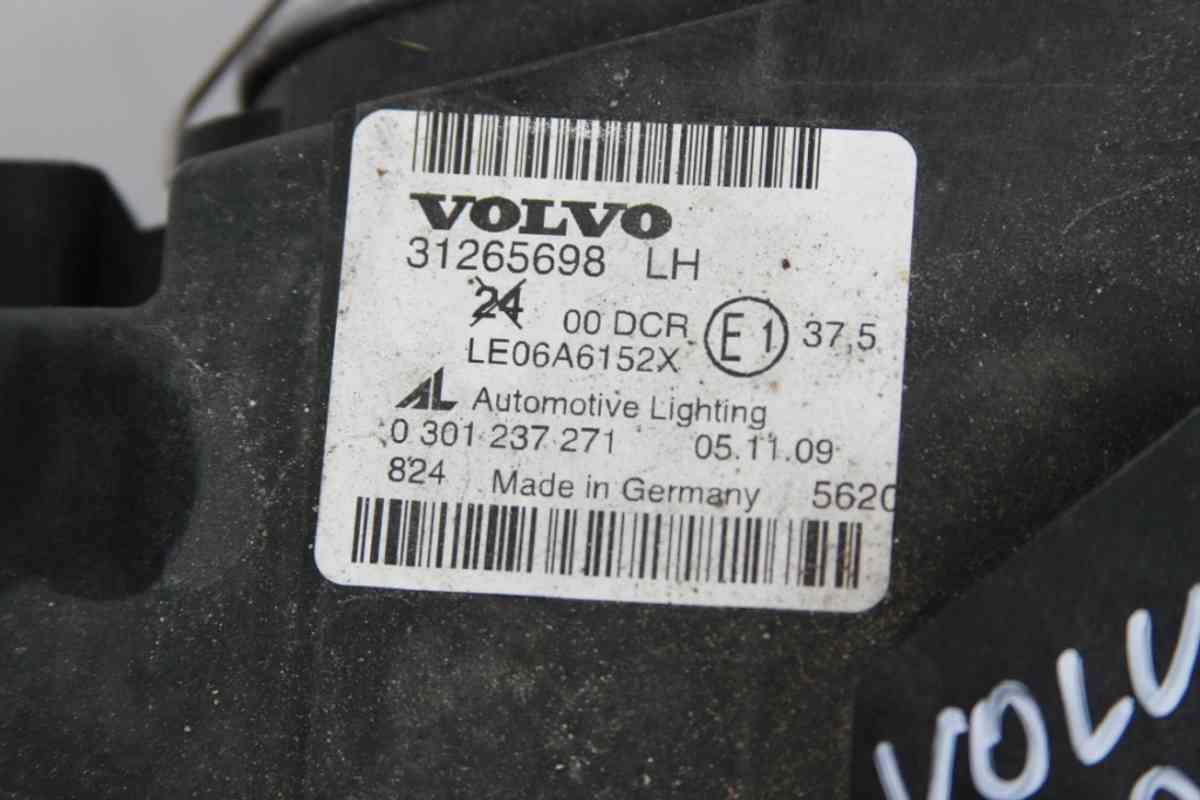 VOLVO
31265698 LH
24 00 DCR E1 37,5
LE06A6152X
AL Automotive Lighting
0 301 237 271 05.11.09
824 Made in Germany 5620
VOLV